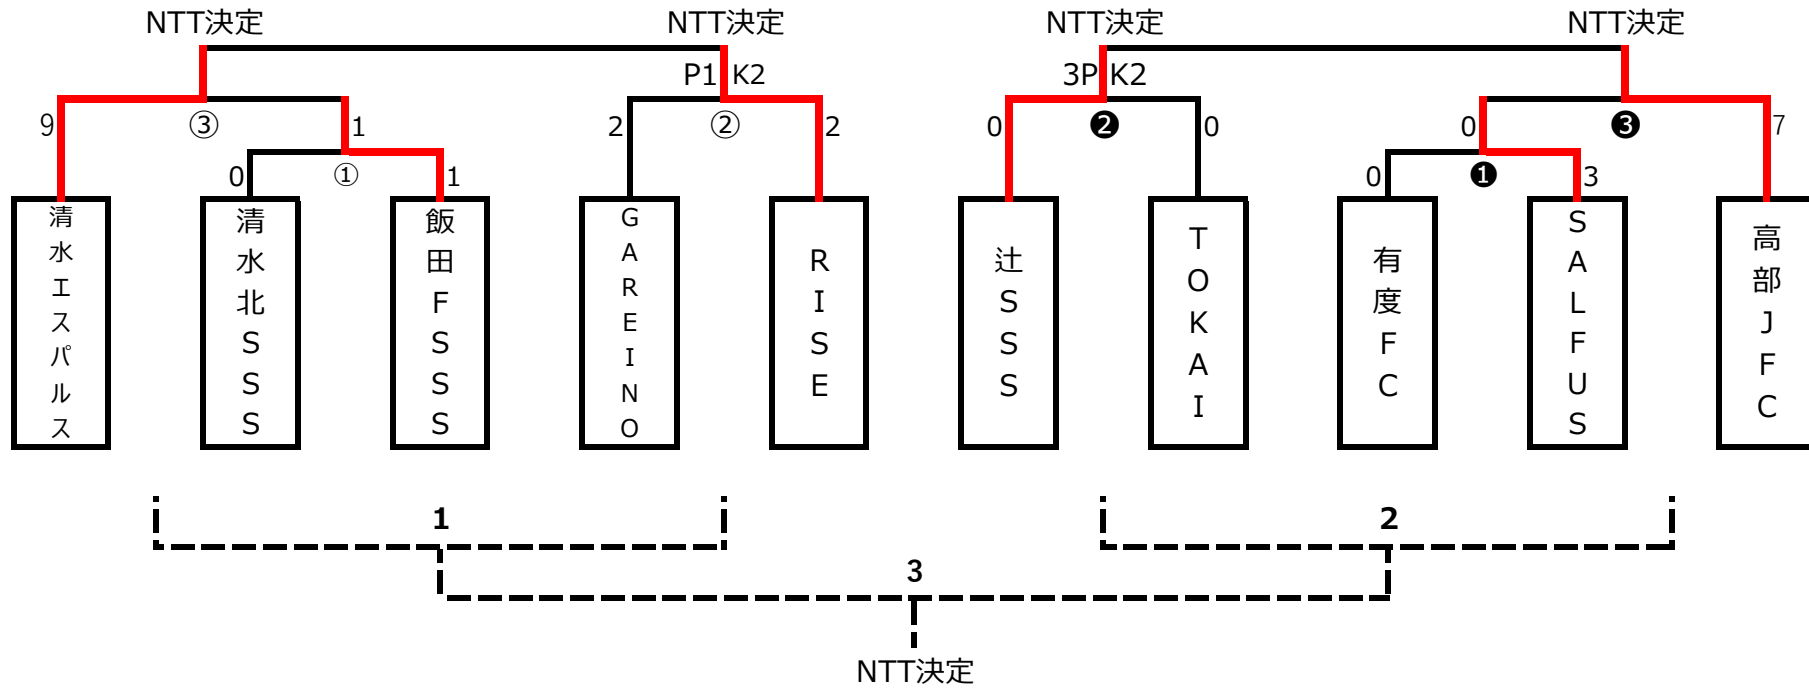 NTT決定 NTT決定 NTT決定 NTT決定
P1 K2 3P K2
9 ③ 1 2 ② 2 0 ❷ 0 0 ❸ 7
0 ① 1 0 ❶ 3
清水エスパルス
清水北SSS
飯田FSSS
GAREINO
RISE
辻SSS
TOKAI
有度FC
SALFUS
高部JFC
1 2
3
NTT決定